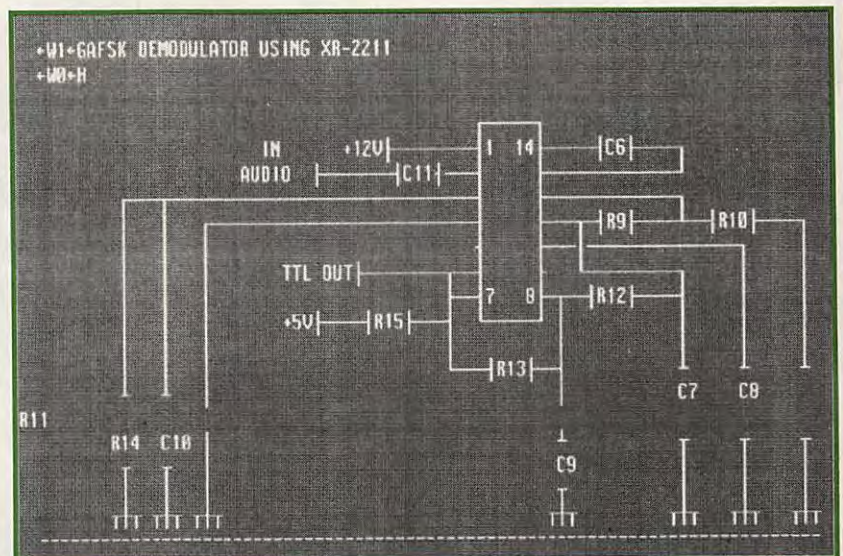 ←W1←GAFSK DEMODULATOR USING XR-2211
←W0←H
IN +12V 1 14 C6
AUDIO C11
R9 R10
TTL OUT
7 8 R12
+5V R15
R13
C7 C8
R11
R14 C10
C9